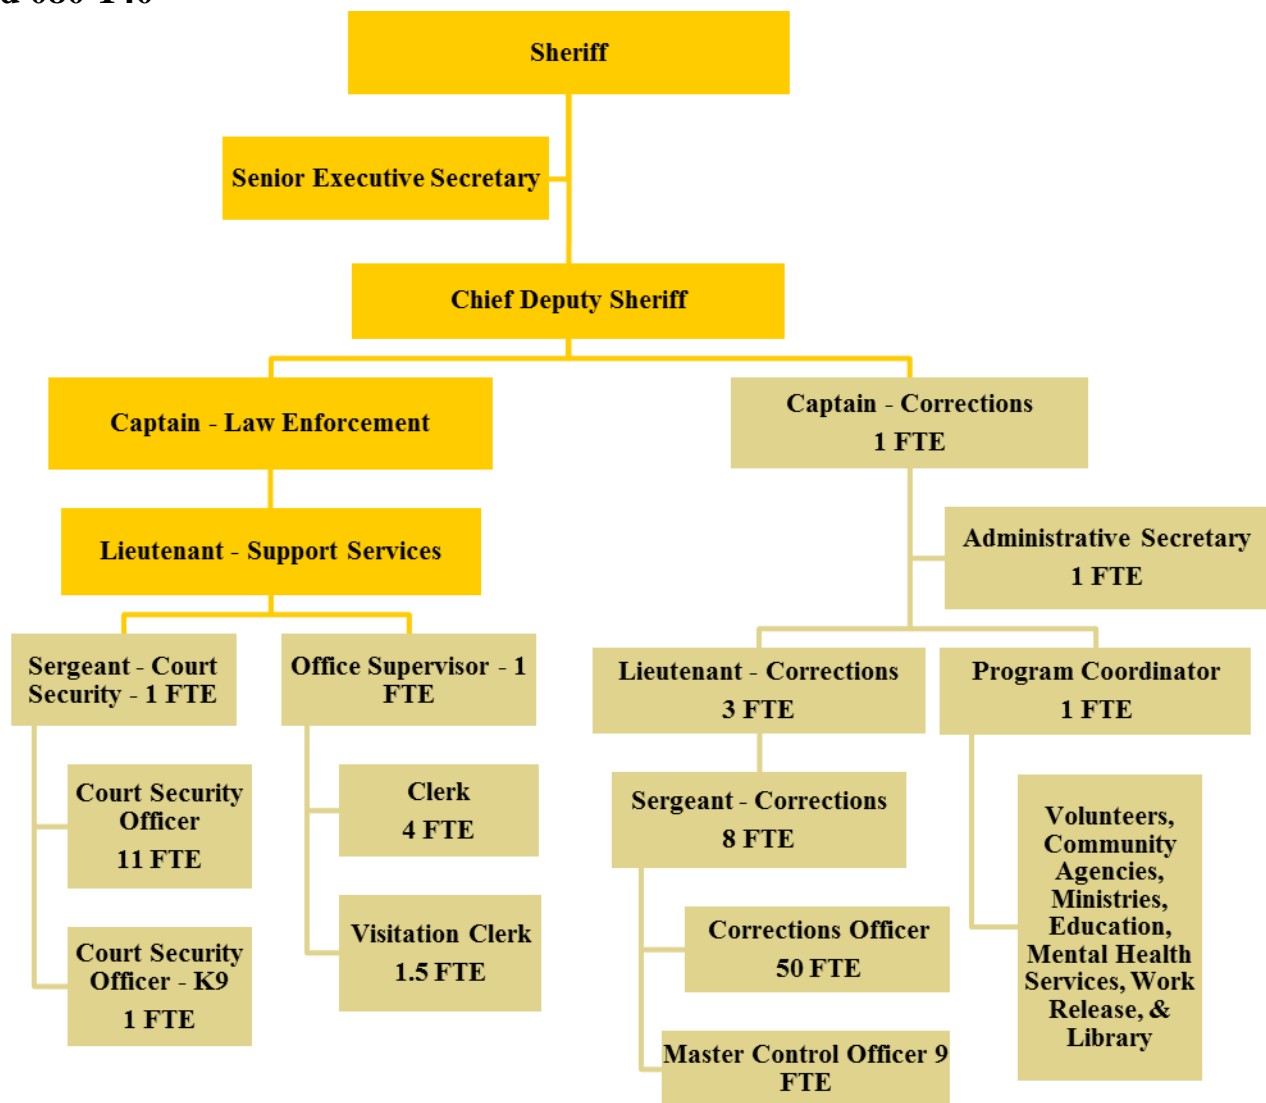 Sheriff
Senior Executive Secretary
Chief Deputy Sheriff
Captain - Law Enforcement
Captain - Corrections
1 FTE
Lieutenant - Support Services
Administrative Secretary
1 FTE
Sergeant - Court
Security - 1 FTE
Office Supervisor - 1
FTE
Lieutenant - Corrections
3 FTE
Program Coordinator
1 FTE
Court Security
Officer
11 FTE
Clerk
4 FTE
Sergeant - Corrections
8 FTE
Volunteers,
Community
Agencies,
Ministries,
Education,
Mental Health
Services, Work
Release, &
Library
Court Security
Officer - K9
1 FTE
Visitation Clerk
1.5 FTE
Corrections Officer
50 FTE
Master Control Officer 9
FTE